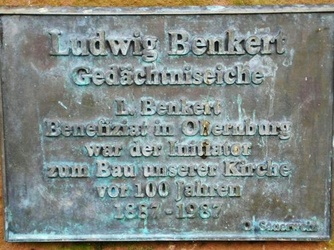 Ludwig Benkert
Gedächtniseiche
L. Benkert
Benefiziat in Obernburg
war der Initiator
zum Bau unserer Kirche
vor 100 Jahren
1887 - 1987